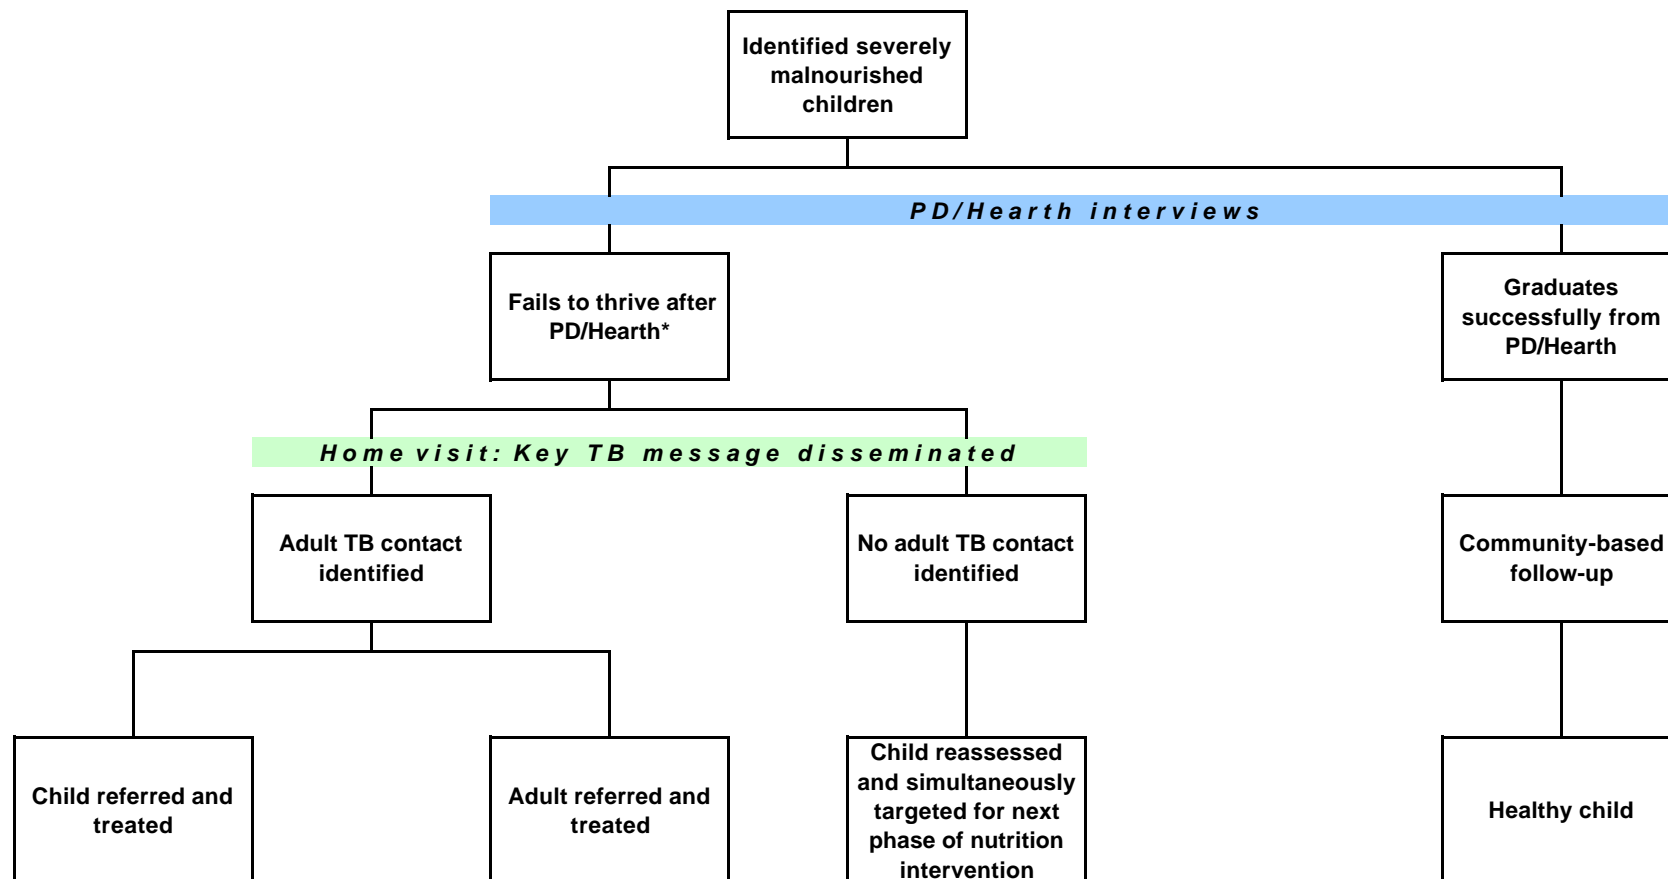 Identified severely
malnourished
children
PD/Hearth interviews
Fails to thrive after
PD/Hearth*
Graduates
successfully from
PD/Hearth
Home visit: Key TB message disseminated
Adult TB contact
identified
No adult TB contact
identified
Community-based
follow-up
Child referred and
treated
Adult referred and
treated
Child reassessed
and simultaneously
targeted for next
phase of nutrition
intervention
Healthy child